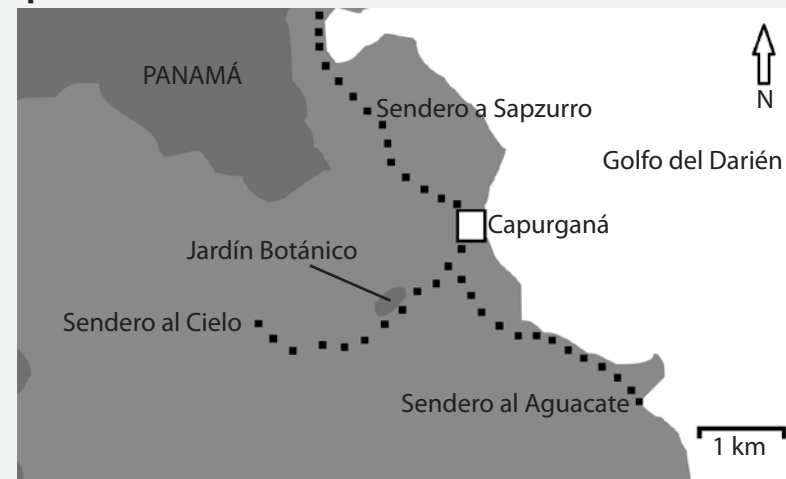 PANAMÁ
Sendero a Sapzurro
N
Golfo del Darién
Capurganá
Jardín Botánico
Sendero al Cielo
Sendero al Aguacate
1 km